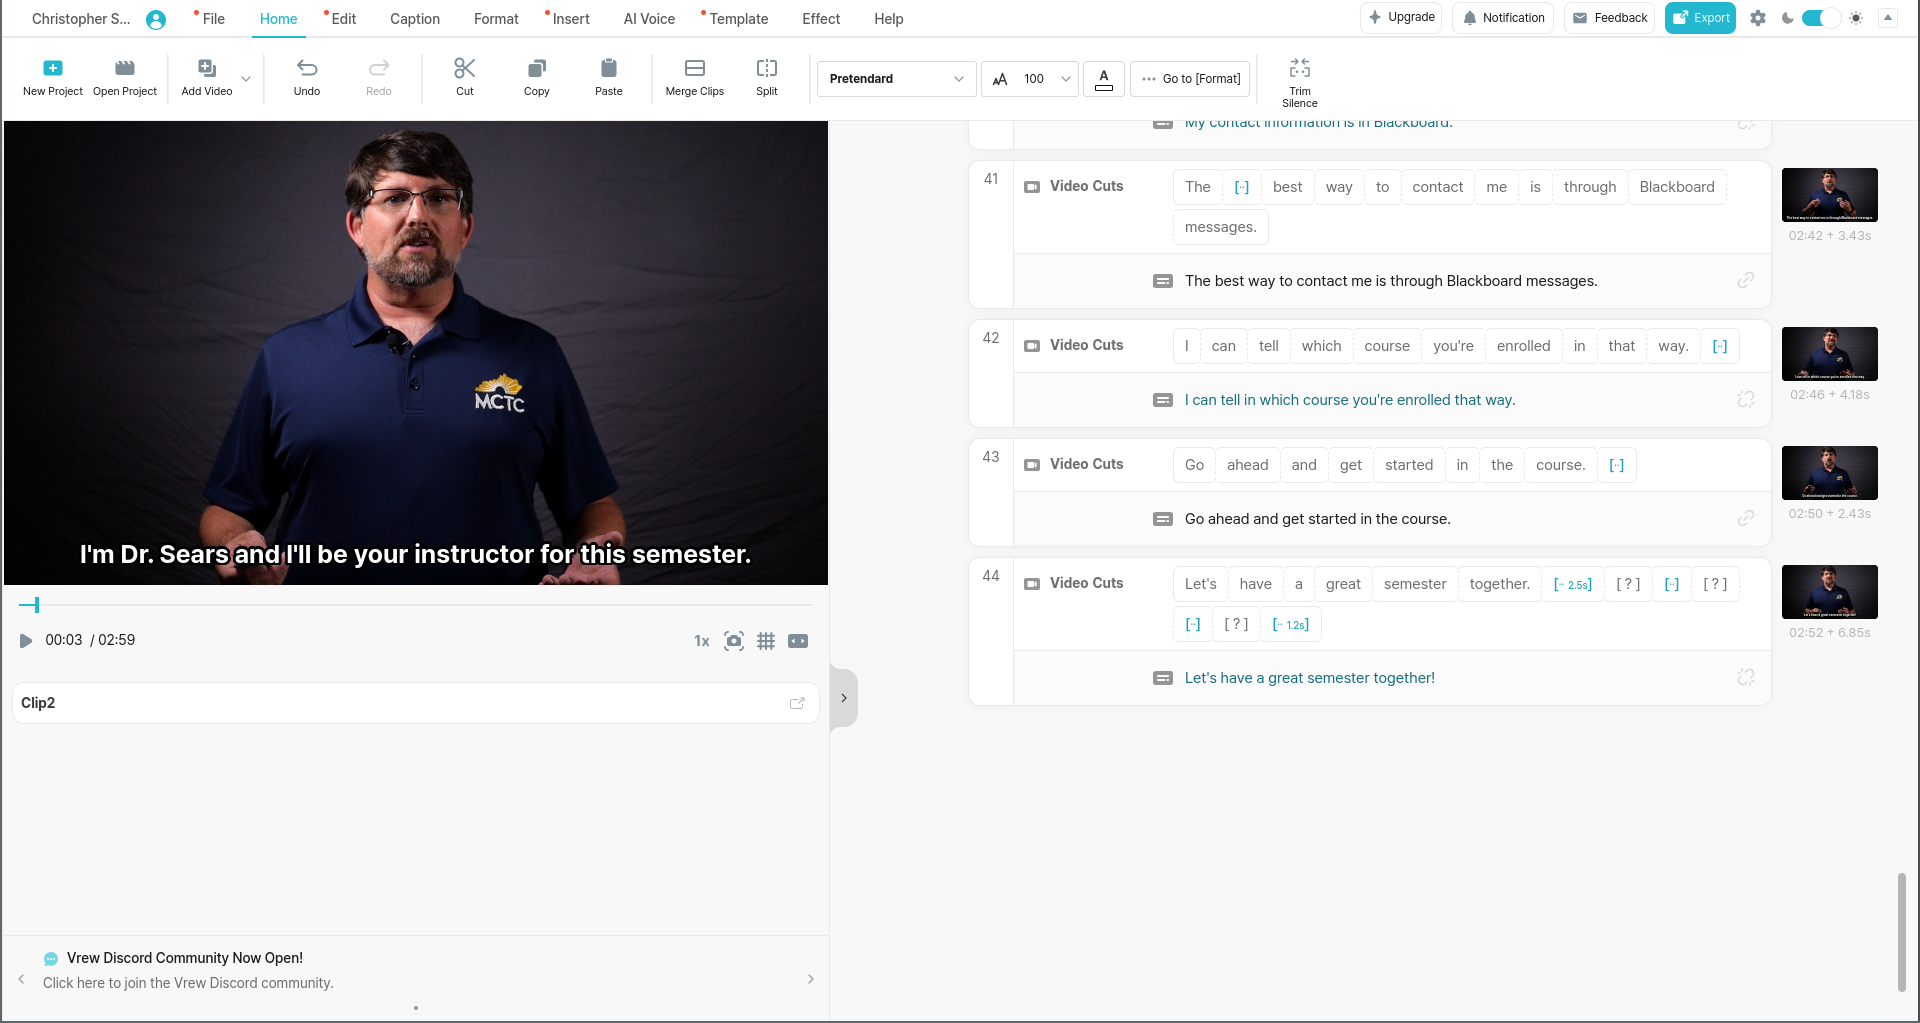 Christopher S...
File
Home
Edit
Caption
Format
Insert
AI Voice
Template
Effect
Help
Upgrade
Notification
Feedback
Export
New Project
Open Project
Add Video
Undo
Redo
Cut
Copy
Paste
Merge Clips
Split
Pretendard
AA 100
A
··· Go to [Format]
Trim
Silence
MCTC
I'm Dr. Sears and I'll be your instructor for this semester.
00:03 / 02:59
1x
Clip2
Vrew Discord Community Now Open!
Click here to join the Vrew Discord community.
My contact information is in Blackboard.
41 Video Cuts The [··] best way to contact me is through Blackboard
messages.
The best way to contact me is through Blackboard messages.
02:42 + 3.43s
42 Video Cuts I can tell which course you're enrolled in that way. [··]
I can tell in which course you're enrolled that way.
02:46 + 4.18s
43 Video Cuts Go ahead and get started in the course. [··]
Go ahead and get started in the course.
02:50 + 2.43s
44 Video Cuts Let's have a great semester together. [·· 2.5s] [ ? ] [··] [ ? ]
[··] [ ? ] [·· 1.2s]
Let's have a great semester together!
02:52 + 6.85s